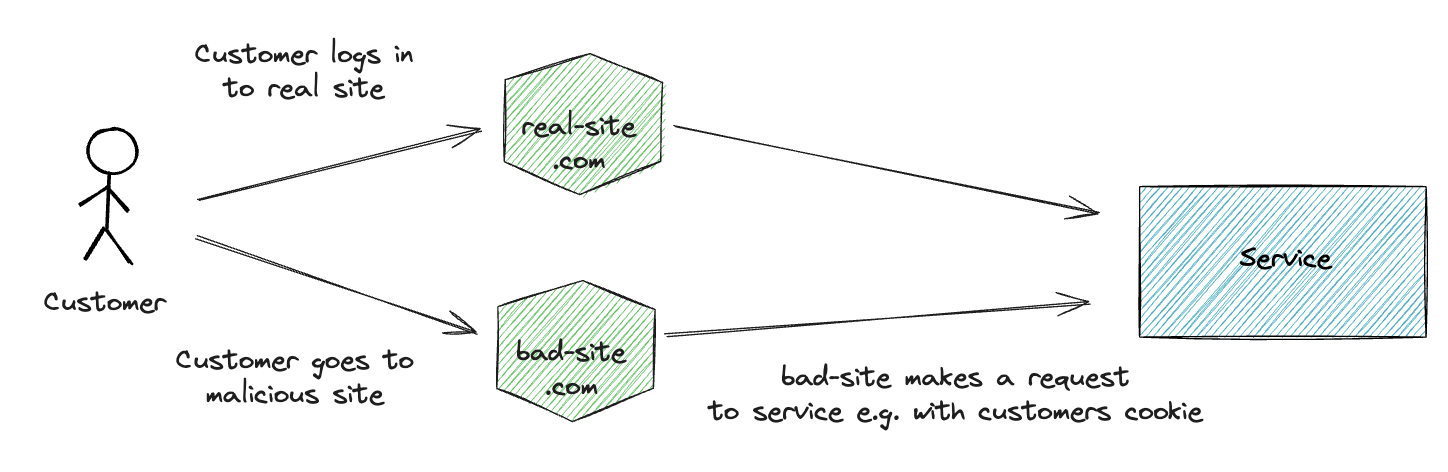 Customer logs in
to real site
real-site
.com
Service
Customer
Customer goes to
malicious site
bad-site
.com
bad-site makes a request
to service e.g. with customers cookie